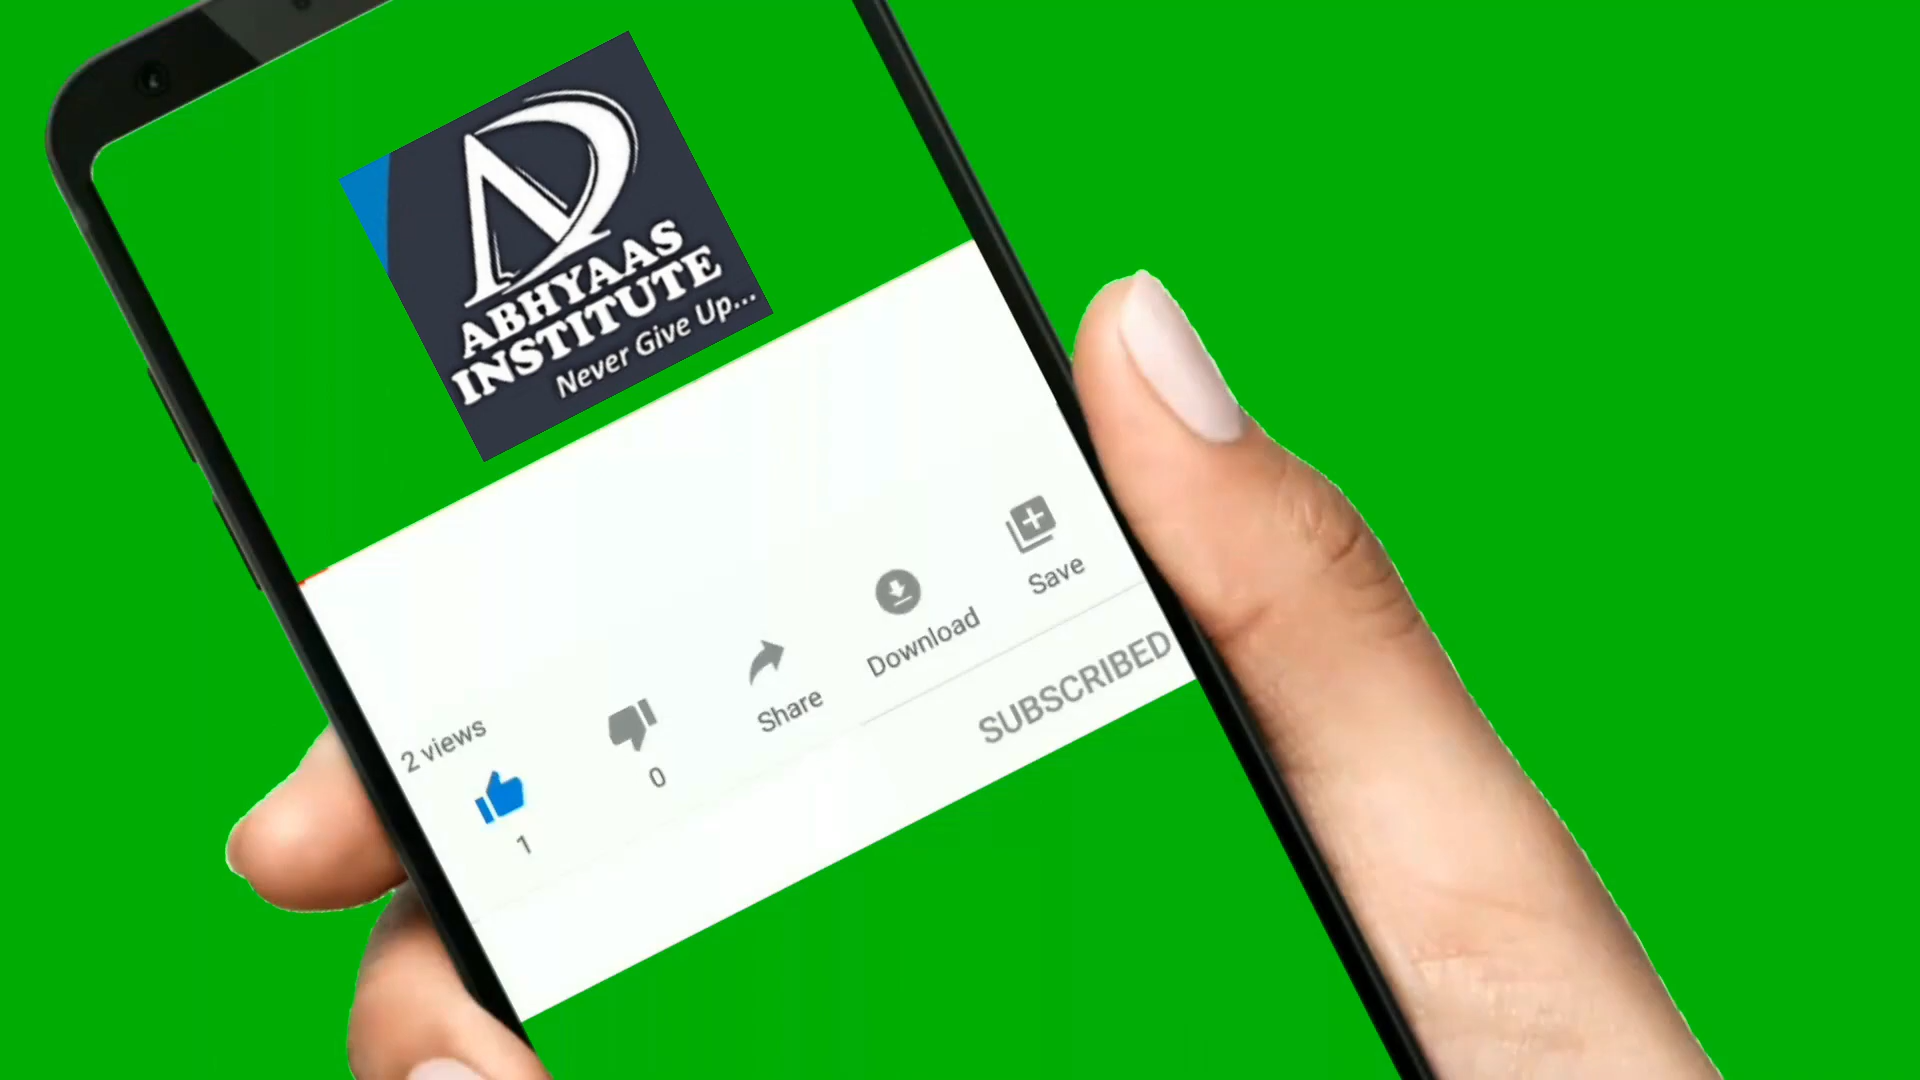 ABHYAAS
INSTITUTE
Never Give Up...
2 views
1
0
Share
Download
Save
SUBSCRIBED